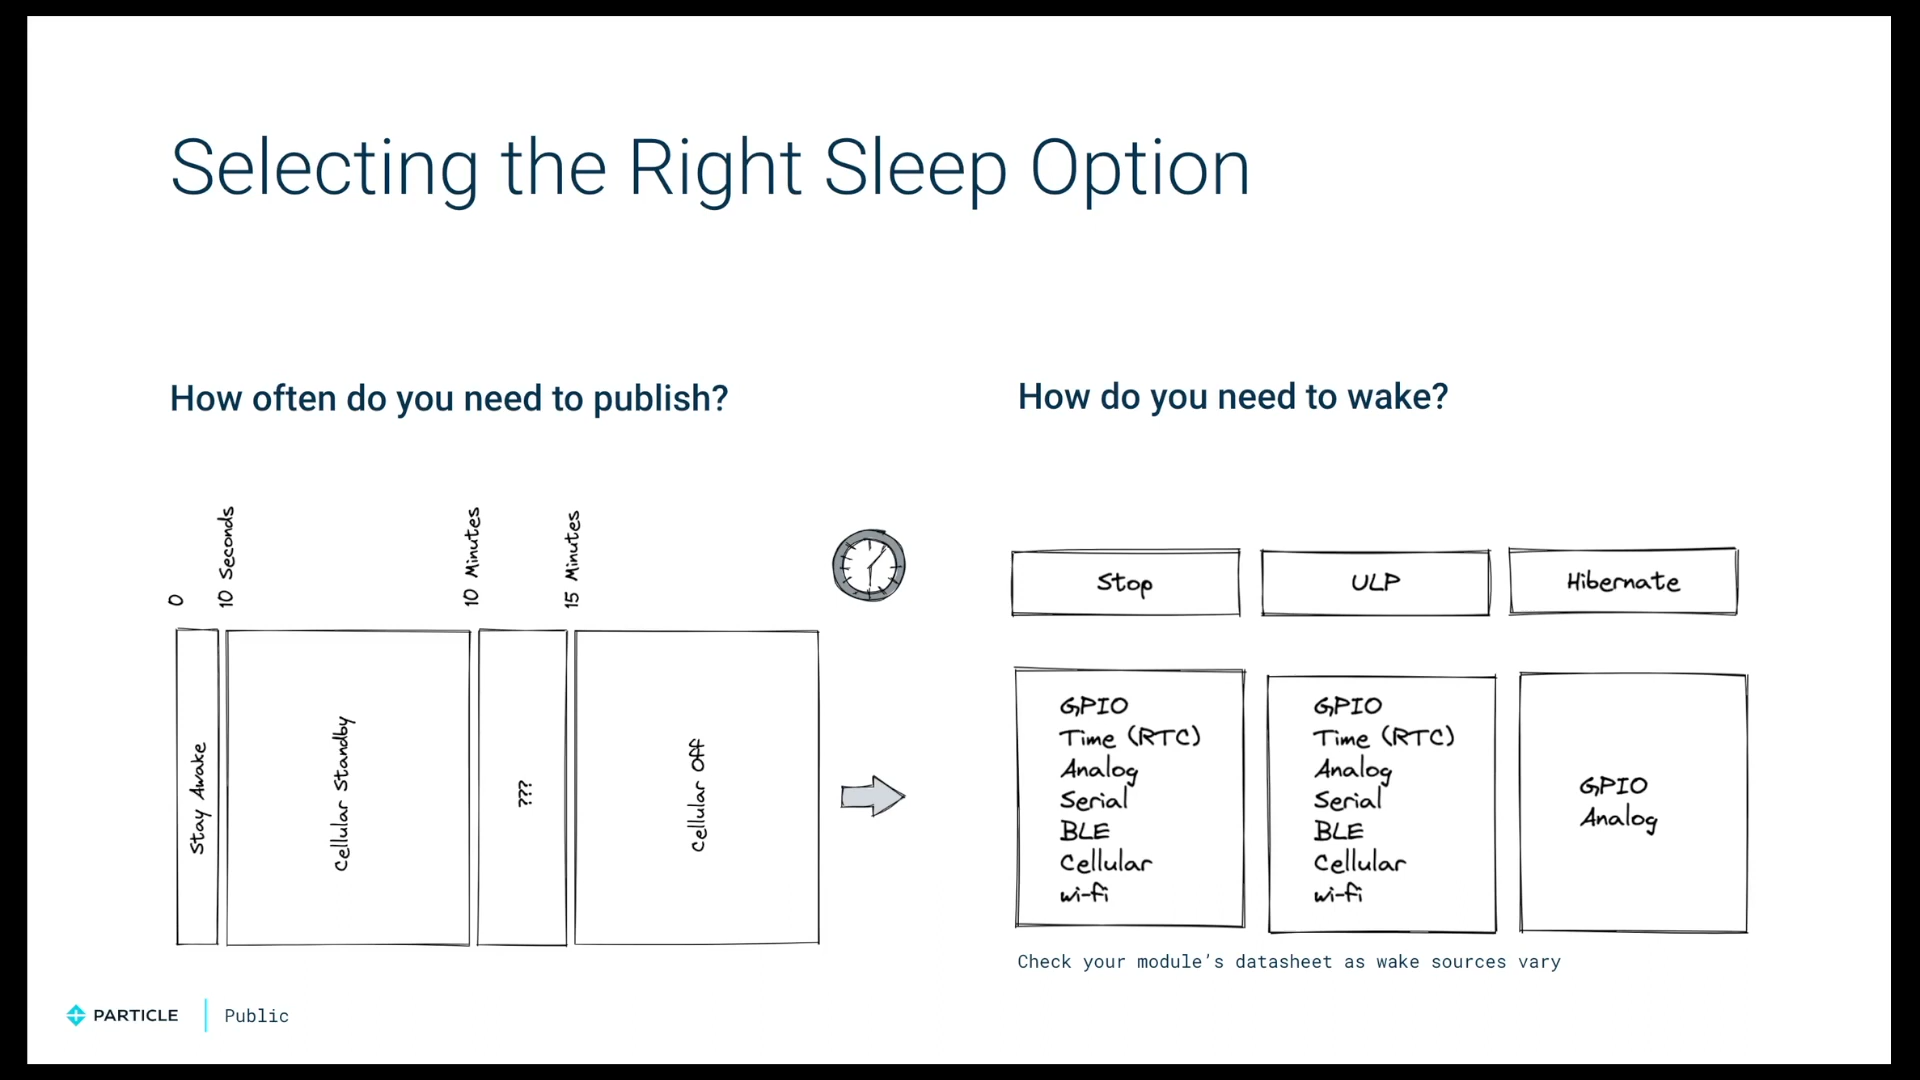 Selecting the Right Sleep Option
How often do you need to publish?
0
10 Seconds
10 Minutes
15 Minutes
Stay Awake
Cellular Standby
???
Cellular Off
How do you need to wake?
Stop
ULP
Hibernate
GPIO
Time (RTC)
Analog
Serial
BLE
Cellular
Wi-fi
GPIO
Time (RTC)
Analog
Serial
BLE
Cellular
Wi-fi
GPIO
Analog
Check your module’s datasheet as wake sources vary
PARTICLE
Public